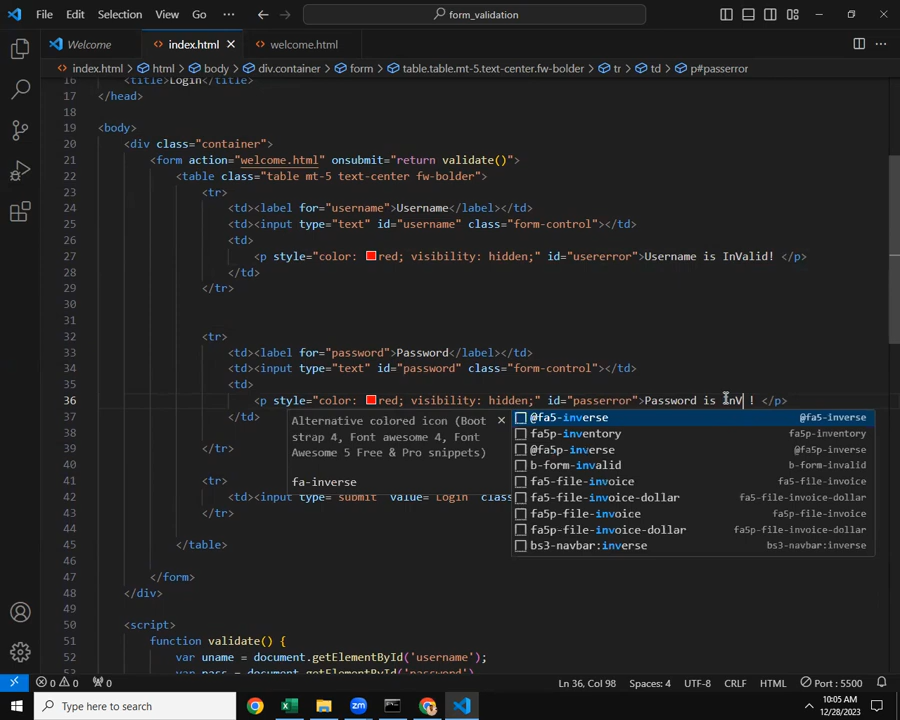 File Edit Selection View Go ··· form_validation
Welcome index.html welcome.html
index.html > html > body > div.container > form > table.table.mt-5.text-center.fw-bolder > tr > td > p#passerror
16 <title>Login</title>
17 </head>
18
19 <body>
20 <div class="container">
21 <form action="welcome.html" onsubmit="return validate()">
22 <table class="table mt-5 text-center fw-bolder">
23 <tr>
24 <td><label for="username">Username</label></td>
25 <td><input type="text" id="username" class="form-control"></td>
26 <td>
27 <p style="color: red; visibility: hidden;" id="usererror">Username is InValid! </p>
28 </td>
29 </tr>
30
31
32 <tr>
33 <td><label for="password">Password</label></td>
34 <td><input type="text" id="password" class="form-control"></td>
35 <td>
36 <p style="color: red; visibility: hidden;" id="passerror">Password is InV ! </p>
37 </td>
38
39 </tr>
40
41 <tr>
42 <td><input type="submit" value="Login" class
43 </tr>
44
45 </table>
46
47 </form>
48 </div>
49
50 <script>
51 function validate() {
52 var uname = document.getElementById('username');
53 var pass = document.getElementById('password');
Alternative colored icon (Boot
strap 4, Font awesome 4, Font
Awesome 5 Free & Pro snippets)
fa-inverse
@fa5-inverse @fa5-inverse
fa5p-inventory fa5p-inventory
@fa5p-inverse @fa5p-inverse
b-form-invalid b-form-invalid
fa5-file-invoice fa5-file-invoice
fa5-file-invoice-dollar fa5-file-invoice-dollar
fa5p-file-invoice fa5p-file-invoice
fa5p-file-invoice-dollar fa5p-file-invoice-dollar
bs3-navbar:inverse bs3-navbar:inverse
0 0 0 Ln 36, Col 98 Spaces: 4 UTF-8 CRLF HTML Port : 5500
Type here to search 10:05 AM
12/28/2023